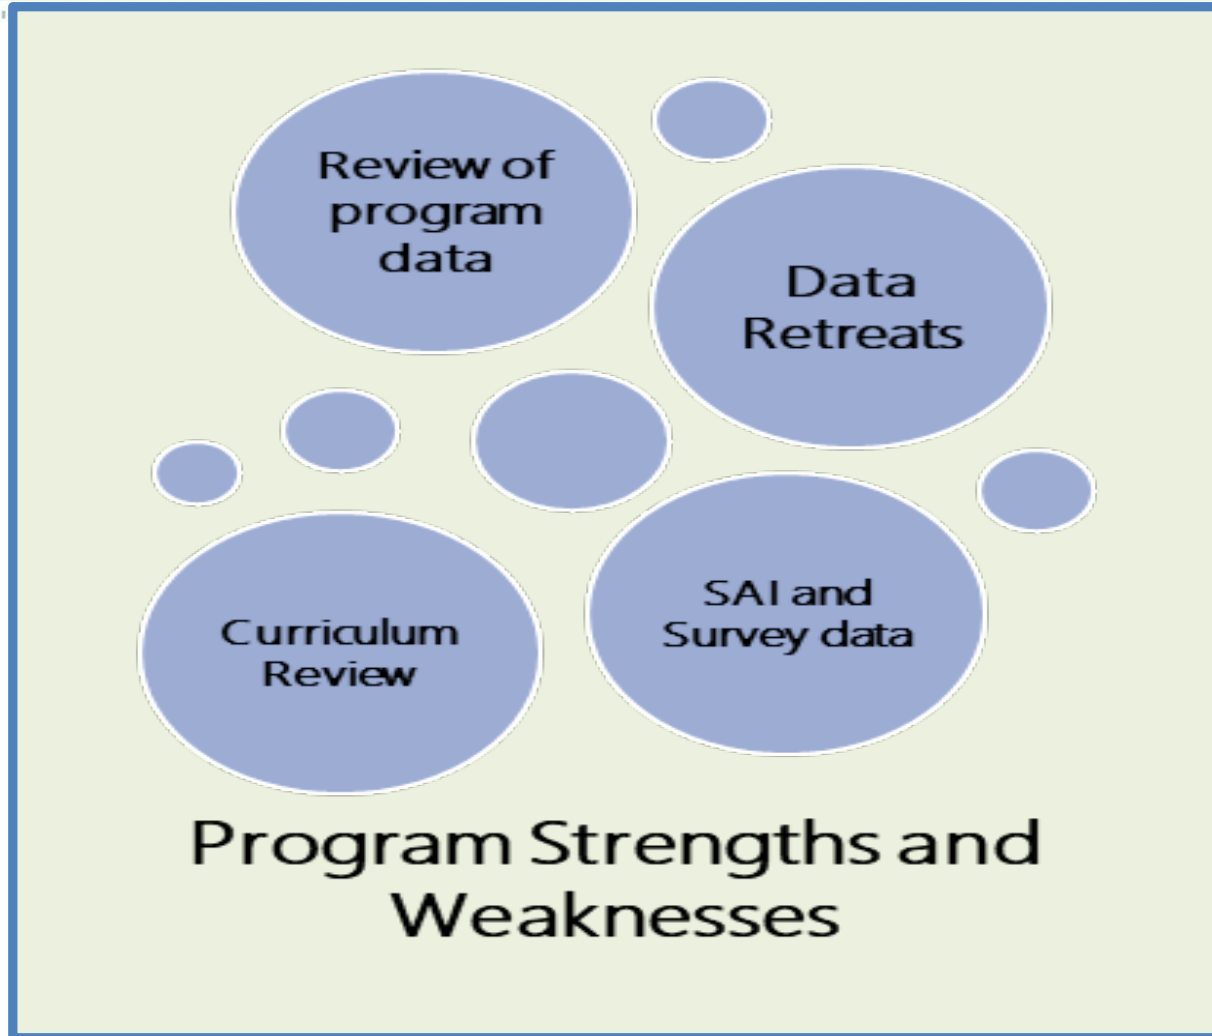 Review of
program
data
Data
Retreats
Curriculum
Review
SAI and
Survey data
Program Strengths and
Weaknesses